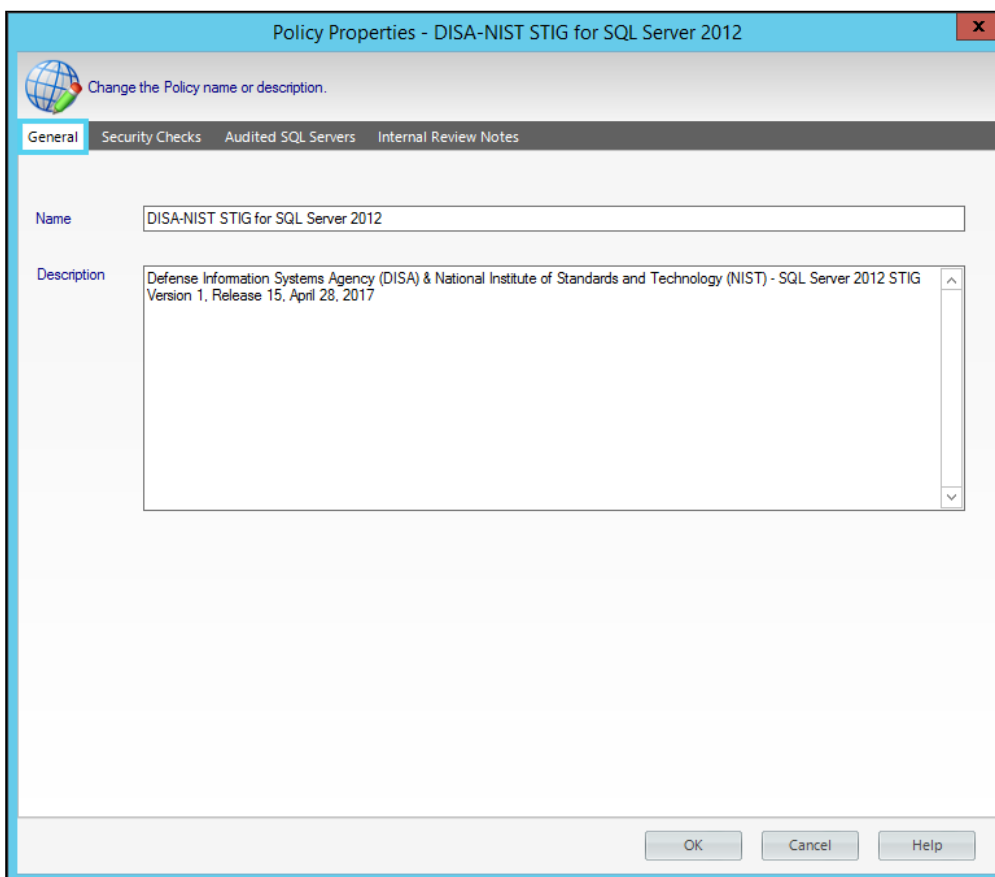 Policy Properties - DISA-NIST STIG for SQL Server 2012
x
Change the Policy name or description.
General Security Checks Audited SQL Servers Internal Review Notes
Name DISA-NIST STIG for SQL Server 2012
Description Defense Information Systems Agency (DISA) & National Institute of Standards and Technology (NIST) - SQL Server 2012 STIG
Version 1, Release 15, April 28, 2017
OK Cancel Help